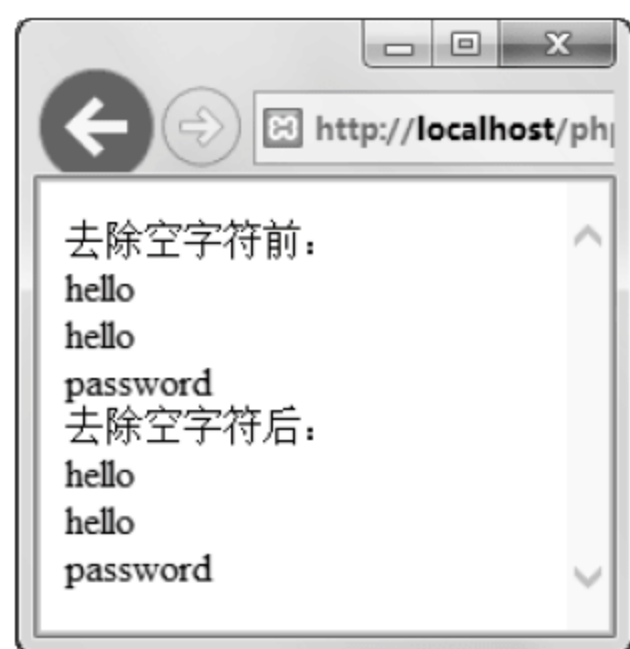 http://localhost/ph
去除空字符前：
hello
hello
password
去除空字符后：
hello
hello
password